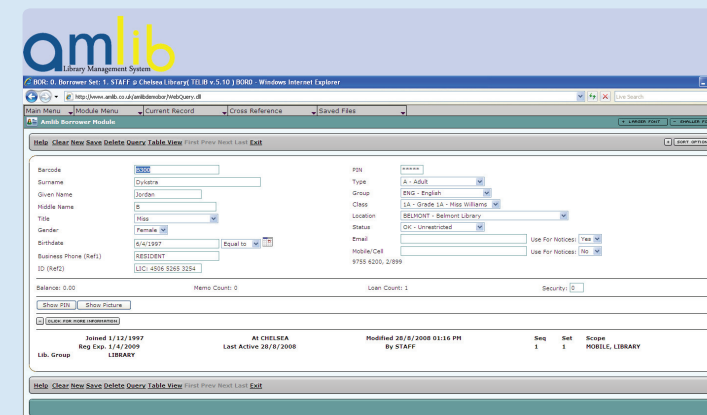 amlib
Library Management System
BOR: 0. Borrower Set: 1. STAFF @ Chelsea Library( TELIB v.5.10 ) BOR0 - Windows Internet Explorer
http://www.amlib.co.uk/amlibdemobor/WebQuery.dll Live Search
Main Menu Module Menu Current Record Cross Reference Saved Files
Amlib Borrower Module + LARGER FONT - SMALLER FO
Help Clear New Save Delete Query Table View First Prev Next Last Exit SORT OPTION
Barcode PIN *****
Surname Dykstra Type A - Adult
Given Name Jordan Group ENG - English
Middle Name B Class 1A - Grade 1A - Miss Williams
Title Miss Location BELMONT - Belmont Library
Gender Female Status OK - Unrestricted
Birthdate 6/4/1997 Equal to Email Use For Notices: Yes
Business Phone (Ref1) RESIDENT Mobile/Cell Use For Notices: No
ID (Ref2) LIC: 4506 5265 3254 9755 6200, 2/899
Balance: 0.00 Memo Count: 0 Loan Count: 1 Security: 0
Show PIN Show Picture
- CLICK FOR MORE INFORMATION
Joined 1/12/1997 At CHELSEA Modified 28/8/2008 01:16 PM Seq Set Scope
Reg Exp. 1/4/2009 Last Active 28/8/2008 By STAFF 1 1 MOBILE, LIBRARY
Lib. Group LIBRARY
Help Clear New Save Delete Query Table View First Prev Next Last Exit